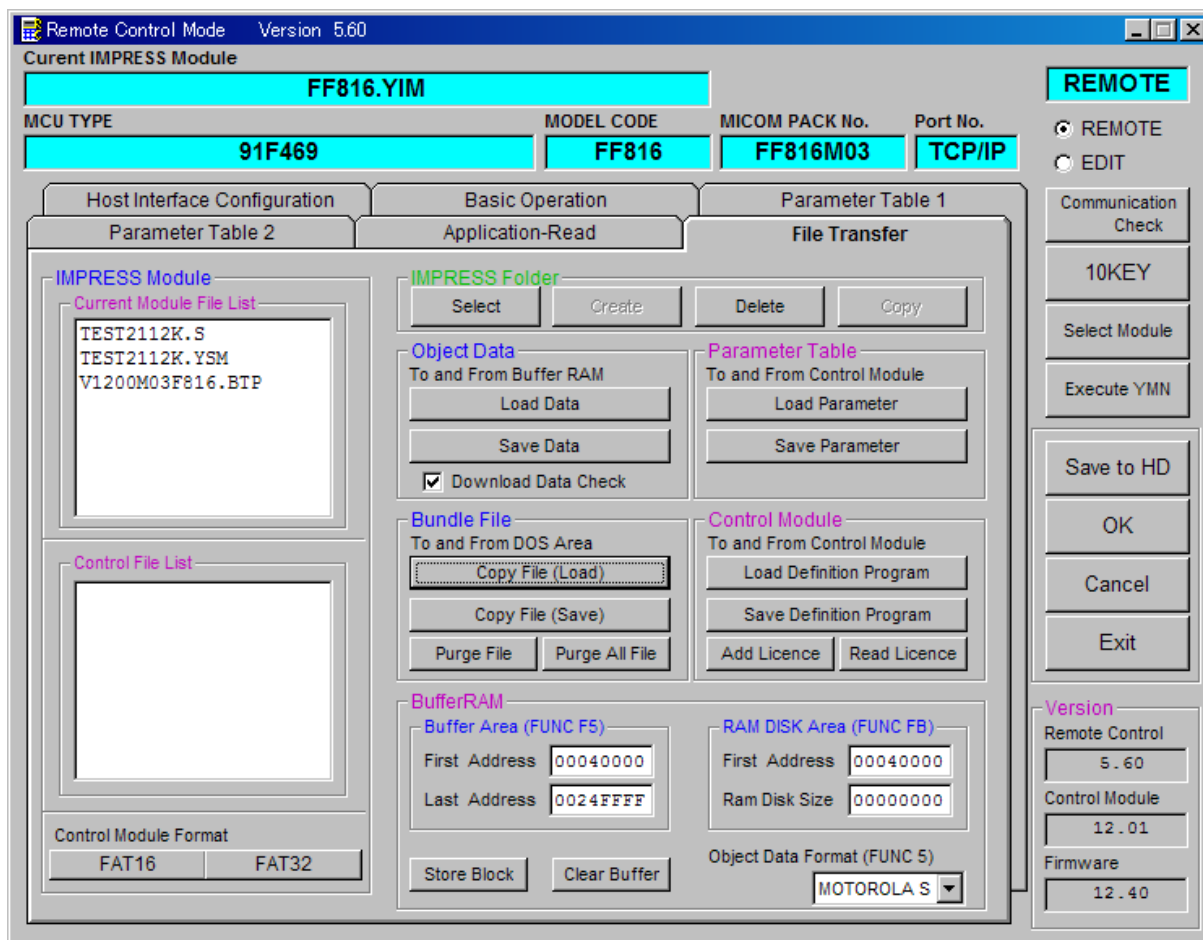 Remote Control Mode Version 5.60
Curent IMPRESS Module
FF816.YIM
REMOTE
MCU TYPE MODEL CODE MICOM PACK No. Port No.
91F469 FF816 FF816M03 TCP/IP
REMOTE
EDIT
Host Interface Configuration Basic Operation Parameter Table 1
Parameter Table 2 Application-Read File Transfer
Communication
Check
10KEY
Select Module
Execute YMN
Save to HD
OK
Cancel
Exit
IMPRESS Module
Current Module File List
TEST2112K.S
TEST2112K.YSM
V1200M03F816.BTP
Control File List
Control Module Format
FAT16 FAT32
IMPRESS Folder
Select Create Delete Copy
Object Data
To and From Buffer RAM
Load Data
Save Data
Download Data Check
Parameter Table
To and From Control Module
Load Parameter
Save Parameter
Bundle File
To and From DOS Area
Copy File (Load)
Copy File (Save)
Purge File Purge All File
Control Module
To and From Control Module
Load Definition Program
Save Definition Program
Add Licence Read Licence
BufferRAM
Buffer Area (FUNC F5)
First Address 00040000
Last Address 0024FFFF
RAM DISK Area (FUNC FB)
First Address 00040000
Ram Disk Size 00000000
Store Block Clear Buffer
Object Data Format (FUNC 5)
MOTOROLA S
Version
Remote Control
5.60
Control Module
12.01
Firmware
12.40